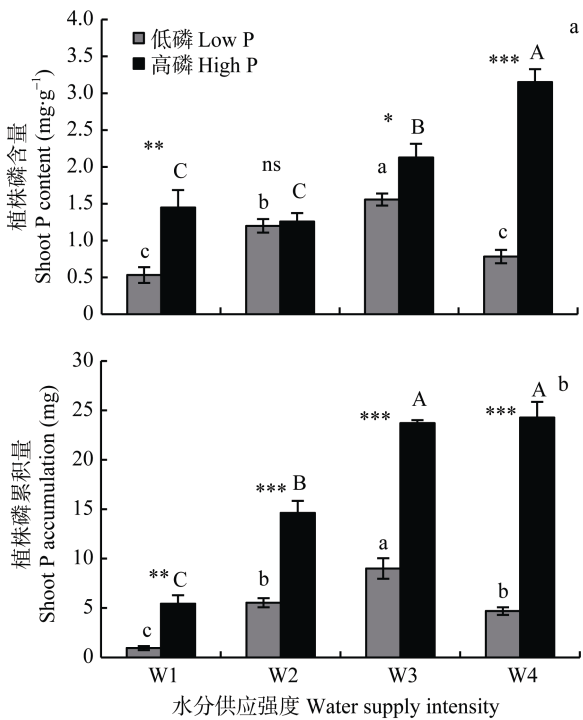 a
低磷 Low P
高磷 High P
植株磷含量
Shoot P content (mg·g⁻¹)
4.0
3.5
3.0
2.5
2.0
1.5
1.0
0.5
0
** c C
ns b C
* a B
*** c A
b
植株磷累积量
Shoot P accumulation (mg)
30
25
20
15
10
5
0
** c C
*** b B
*** a A
*** b A
W1 W2 W3 W4
水分供应强度 Water supply intensity